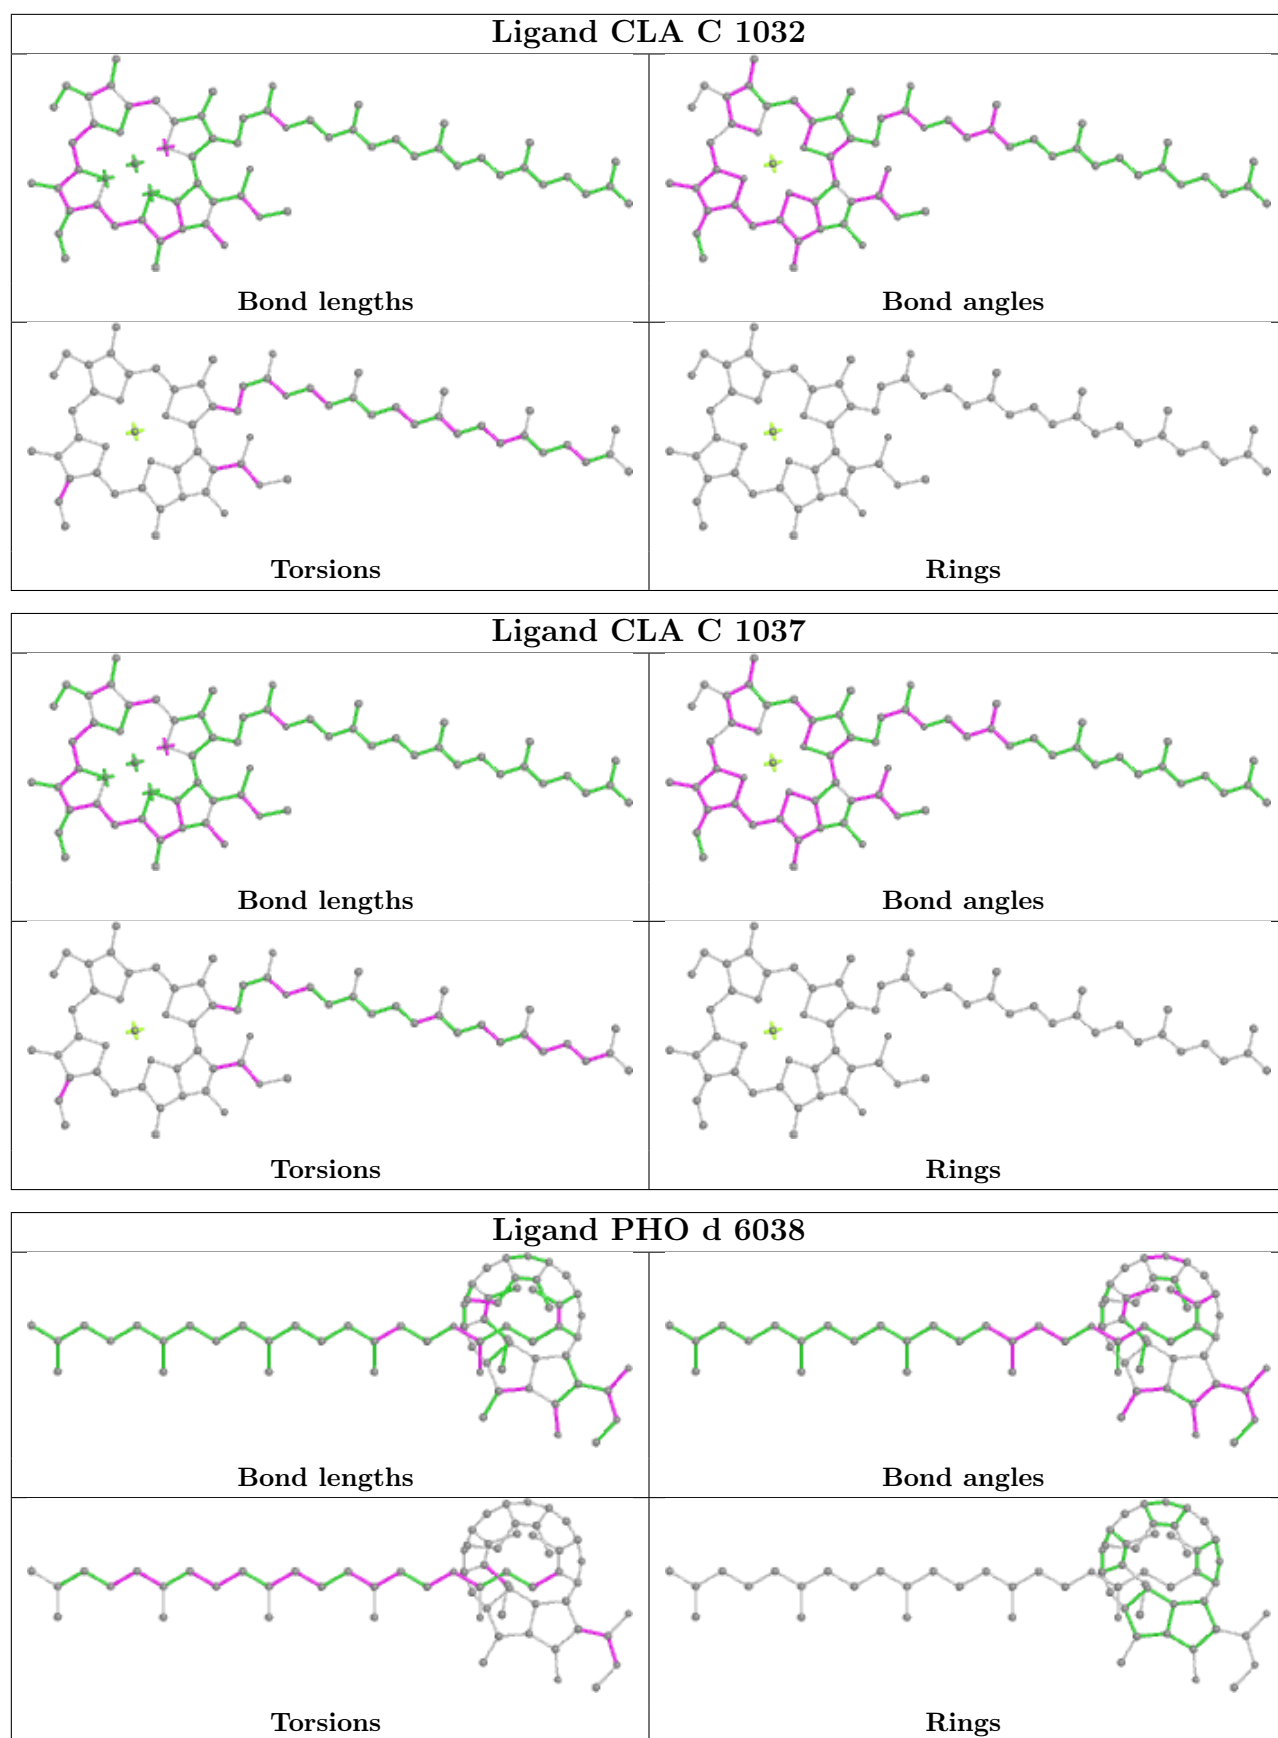 Ligand CLA C 1032
Bond lengths
Bond angles
Torsions
Rings
Ligand CLA C 1037
Bond lengths
Bond angles
Torsions
Rings
Ligand PHO d 6038
Bond lengths
Bond angles
Torsions
Rings